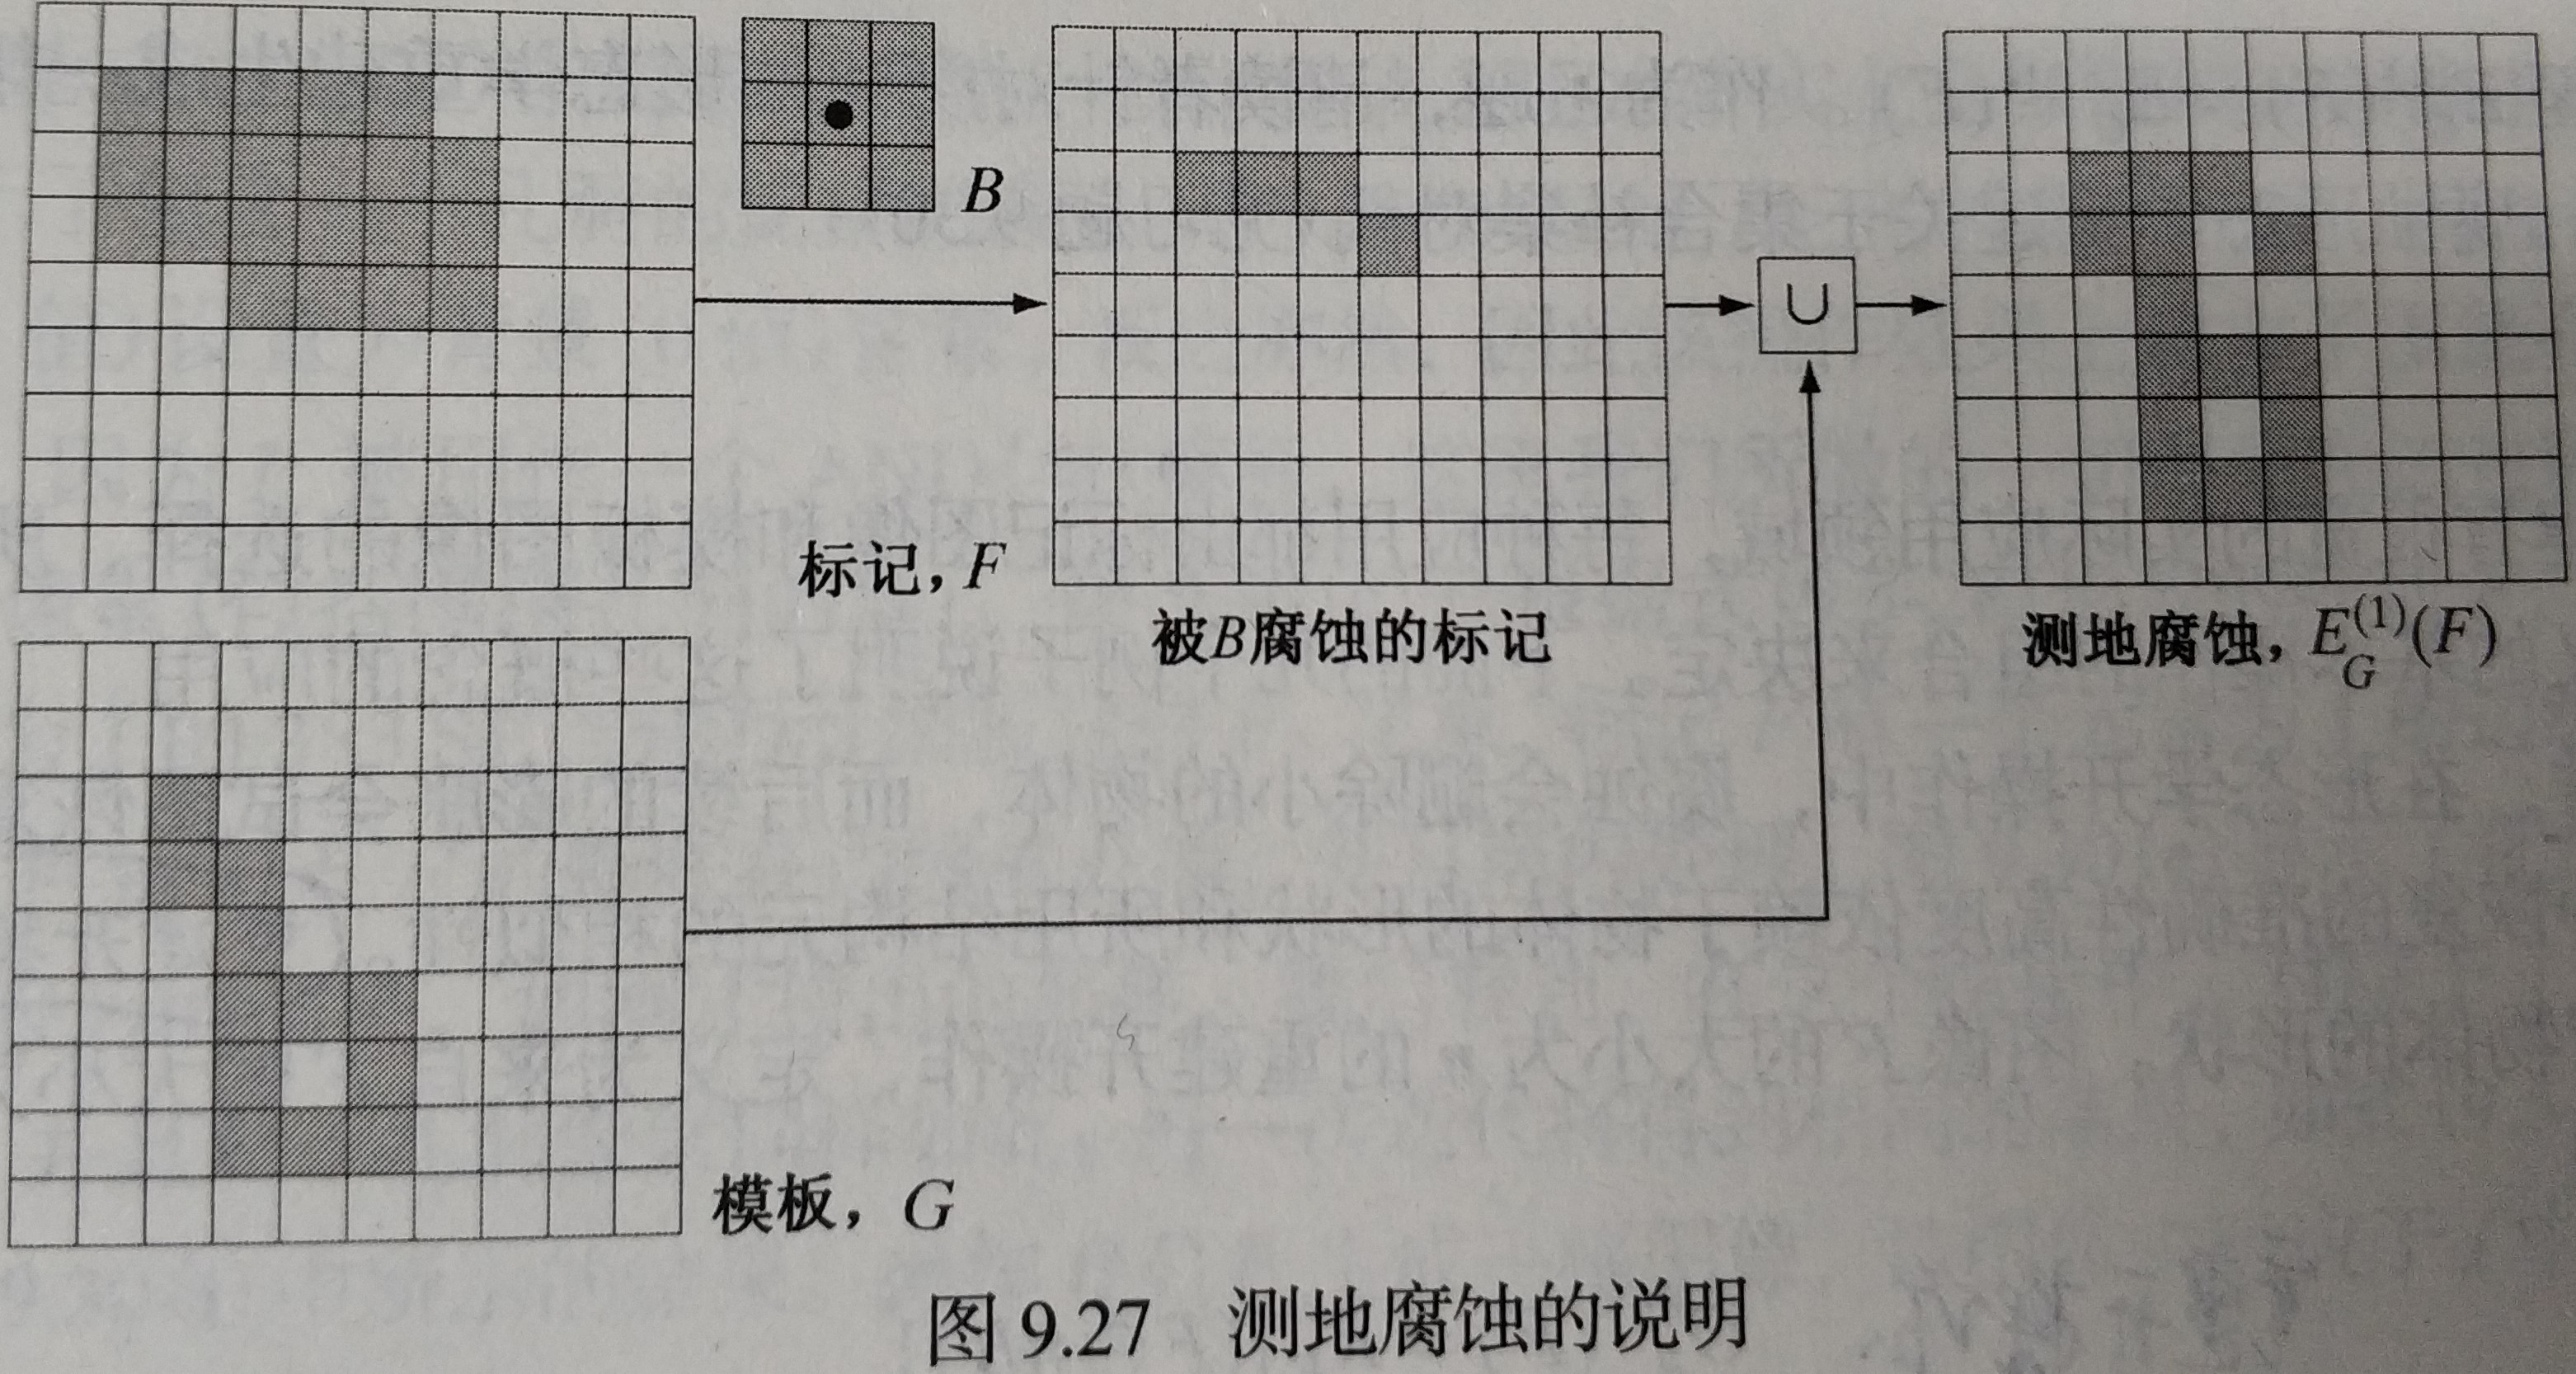 B
∪
标记，F
被B腐蚀的标记
测地腐蚀，E_G^{(1)}(F)
模板，G
图 9.27 测地腐蚀的说明